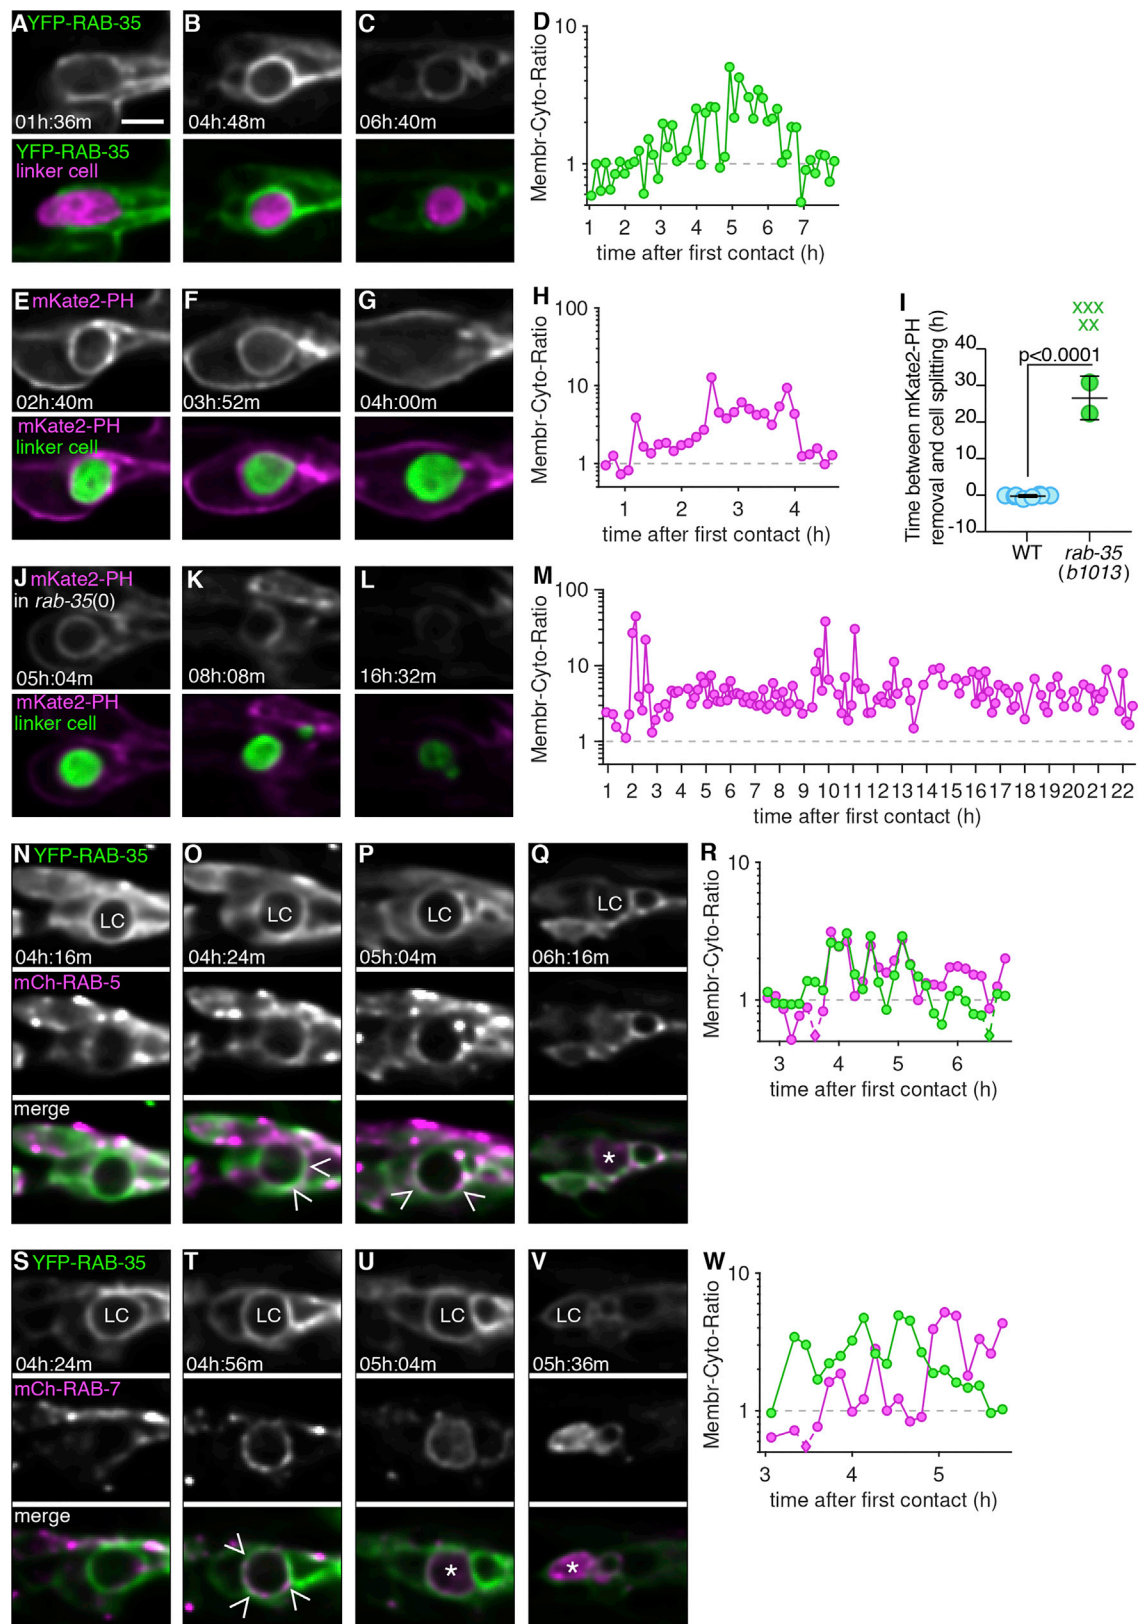 A YFP-RAB-35
01h:36m
YFP-RAB-35
linker cell
B
04h:48m
C
06h:40m
D
Membr-Cyto-Ratio
10
1
1 2 3 4 5 6 7
time after first contact (h)
E mKate2-PH
02h:40m
mKate2-PH
linker cell
F
03h:52m
G
04h:00m
H
Membr-Cyto-Ratio
100
10
1
1 2 3 4
time after first contact (h)
I
Time between mKate2-PH
removal and cell splitting (h)
XXX
XX
p<0.0001
40
30
20
10
0
-10
WT
rab-35
(b1013)
J mKate2-PH
in rab-35(0)
05h:04m
mKate2-PH
linker cell
K
08h:08m
L
16h:32m
M
Membr-Cyto-Ratio
100
10
1
1 2 3 4 5 6 7 8 9 10 11 12 13 14 15 16 17 18 19 20 21 22
time after first contact (h)
N YFP-RAB-35
LC
04h:16m
mCh-RAB-5
merge
O
LC
04h:24m
P
LC
05h:04m
Q
LC
06h:16m
*
R
Membr-Cyto-Ratio
10
1
3 4 5 6
time after first contact (h)
S YFP-RAB-35
LC
04h:24m
mCh-RAB-7
merge
T
LC
04h:56m
U
LC
05h:04m
*
V
LC
05h:36m
*
W
Membr-Cyto-Ratio
10
1
3 4 5
time after first contact (h)